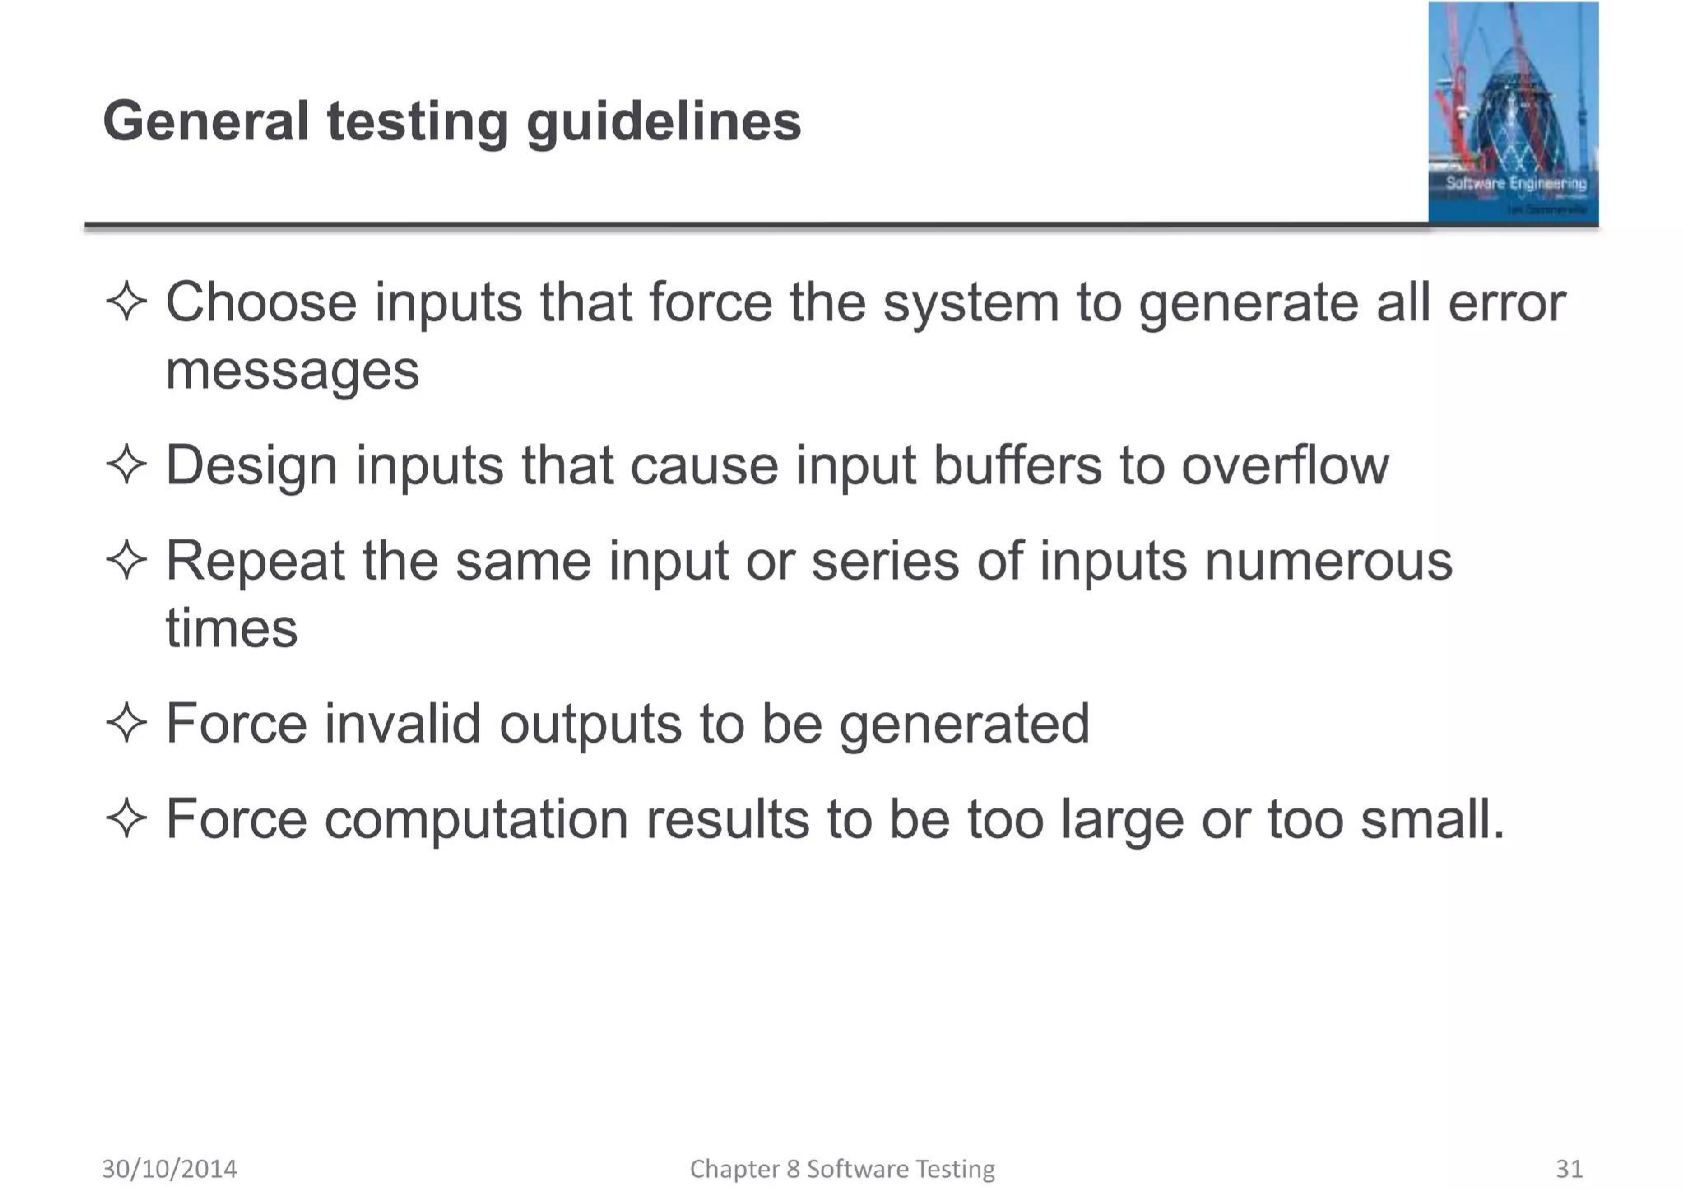 General testing guidelines
Software Engineering
Ian Sommerville
✧ Choose inputs that force the system to generate all error
messages
✧ Design inputs that cause input buffers to overflow
✧ Repeat the same input or series of inputs numerous
times
✧ Force invalid outputs to be generated
✧ Force computation results to be too large or too small.
30/10/2014
Chapter 8 Software Testing
31